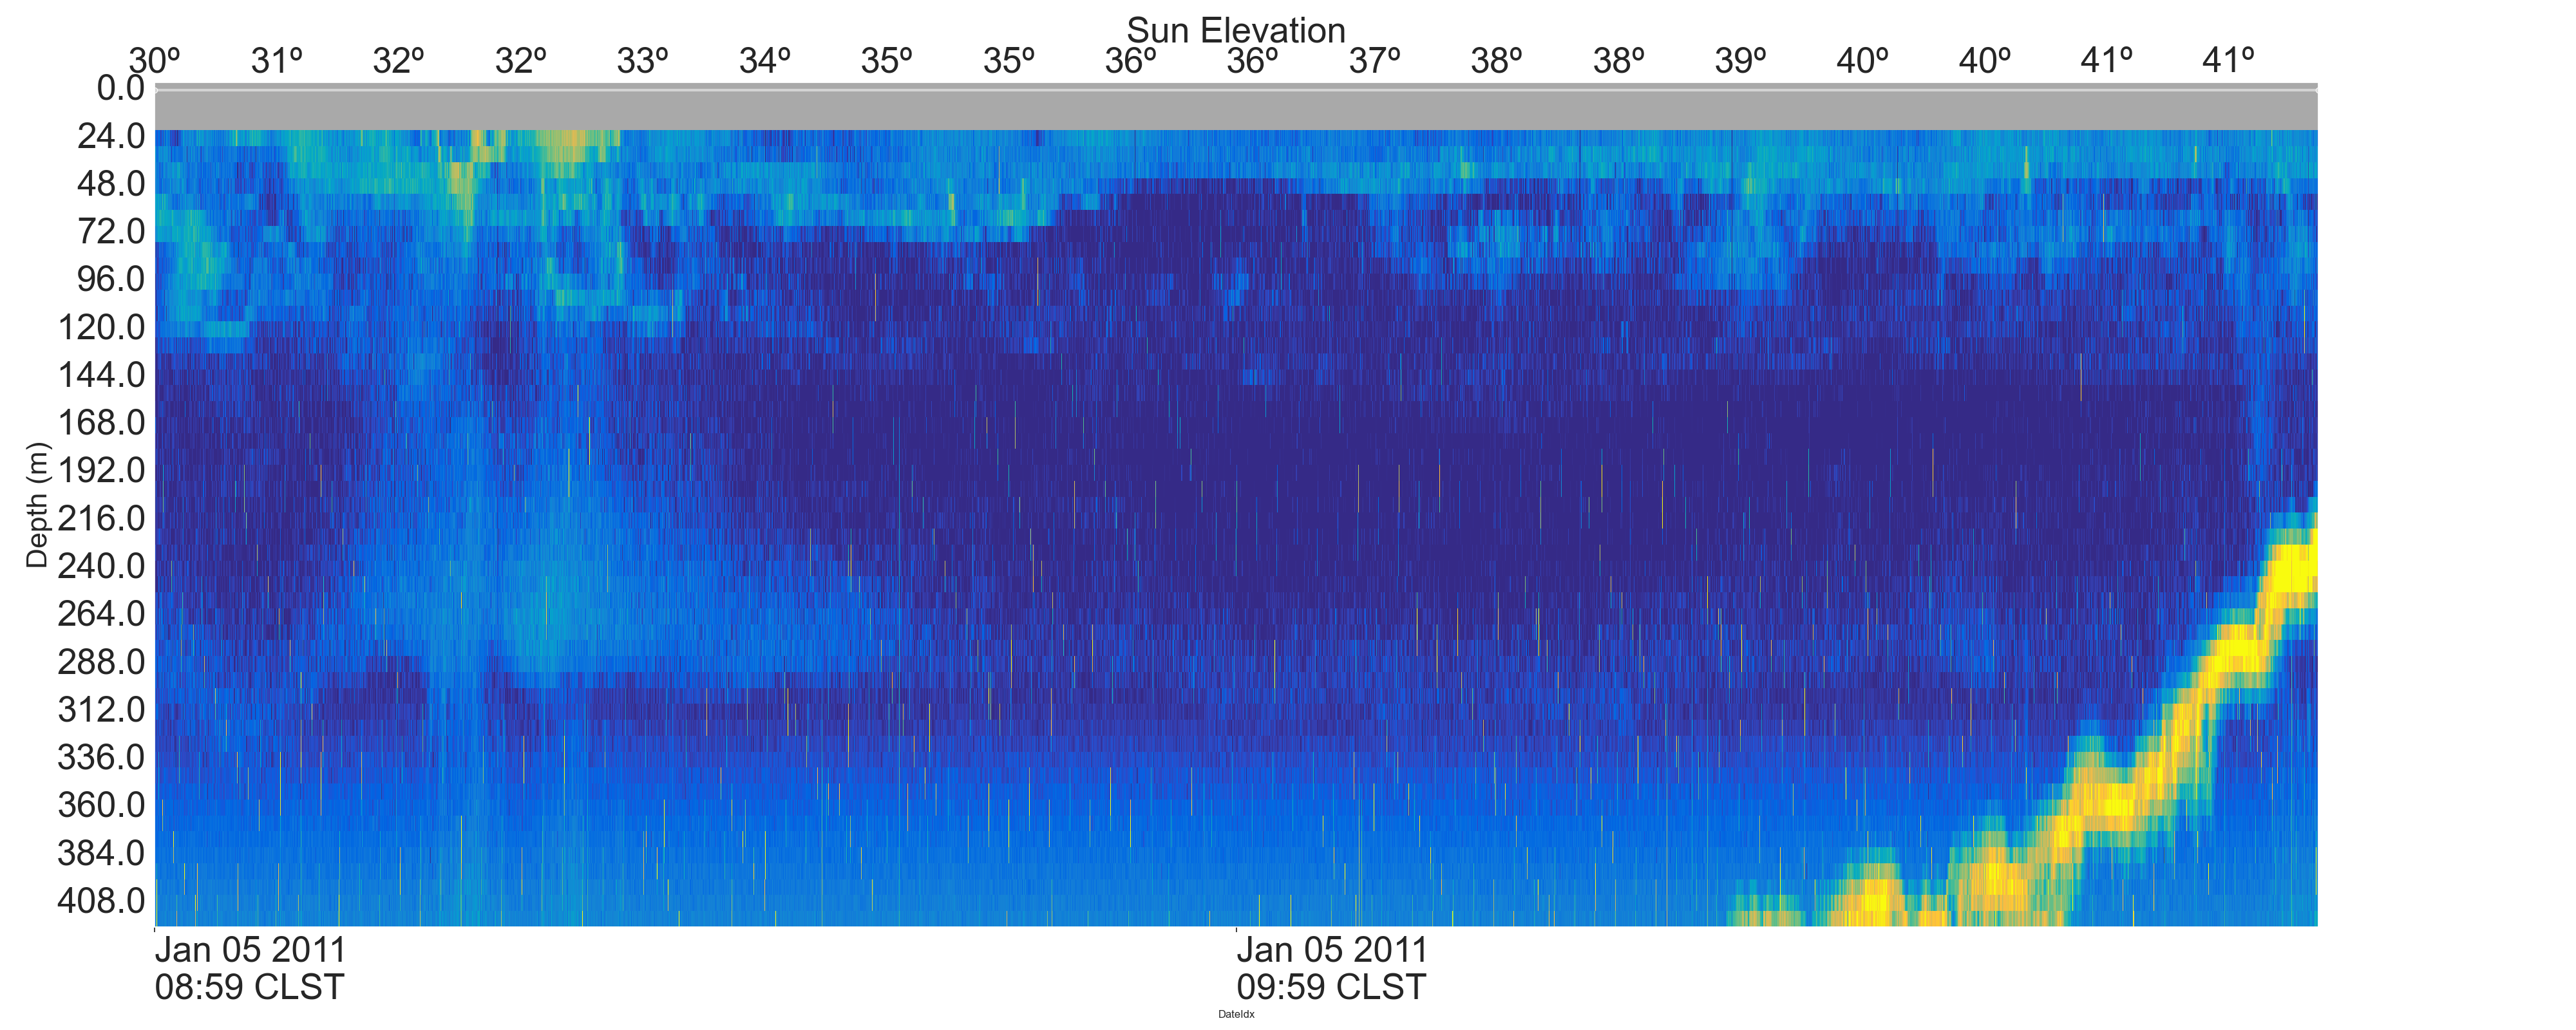 Sun Elevation
30º 31º 32º 32º 33º 34º 35º 35º 36º 36º 37º 38º 38º 39º 40º 40º 41º 41º
0.0
24.0
48.0
72.0
96.0
120.0
144.0
168.0
192.0
216.0
240.0
264.0
288.0
312.0
336.0
360.0
384.0
408.0
Depth (m)
Jan 05 2011
08:59 CLST
Jan 05 2011
09:59 CLST
DateIdx